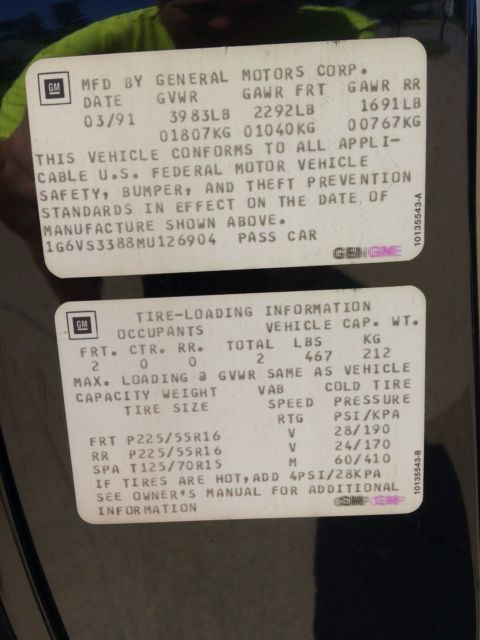 GM MFD BY GENERAL MOTORS CORP.
DATE GVWR GAWR FRT GAWR RR
03/91 3983LB 2292LB 1691LB
01807KG 01040KG 00767KG
THIS VEHICLE CONFORMS TO ALL APPLI-
CABLE U.S. FEDERAL MOTOR VEHICLE
SAFETY, BUMPER, AND THEFT PREVENTION
STANDARDS IN EFFECT ON THE DATE OF
MANUFACTURE SHOWN ABOVE.
1G6VS3388MU126904 PASS CAR
10135543-A
GM TIRE-LOADING INFORMATION
OCCUPANTS VEHICLE CAP. WT.
FRT. CTR. RR. TOTAL LBS KG
2 0 0 2 467 212
MAX. LOADING @ GVWR SAME AS VEHICLE
CAPACITY WEIGHT VAB COLD TIRE
TIRE SIZE SPEED PRESSURE
RTG PSI/KPA
FRT P225/55R16 V 28/190
RR P225/55R16 V 24/170
SPA T125/70R15 M 60/410
IF TIRES ARE HOT,ADD 4PSI/28KPA
SEE OWNER'S MANUAL FOR ADDITIONAL
INFORMATION
10135543-B